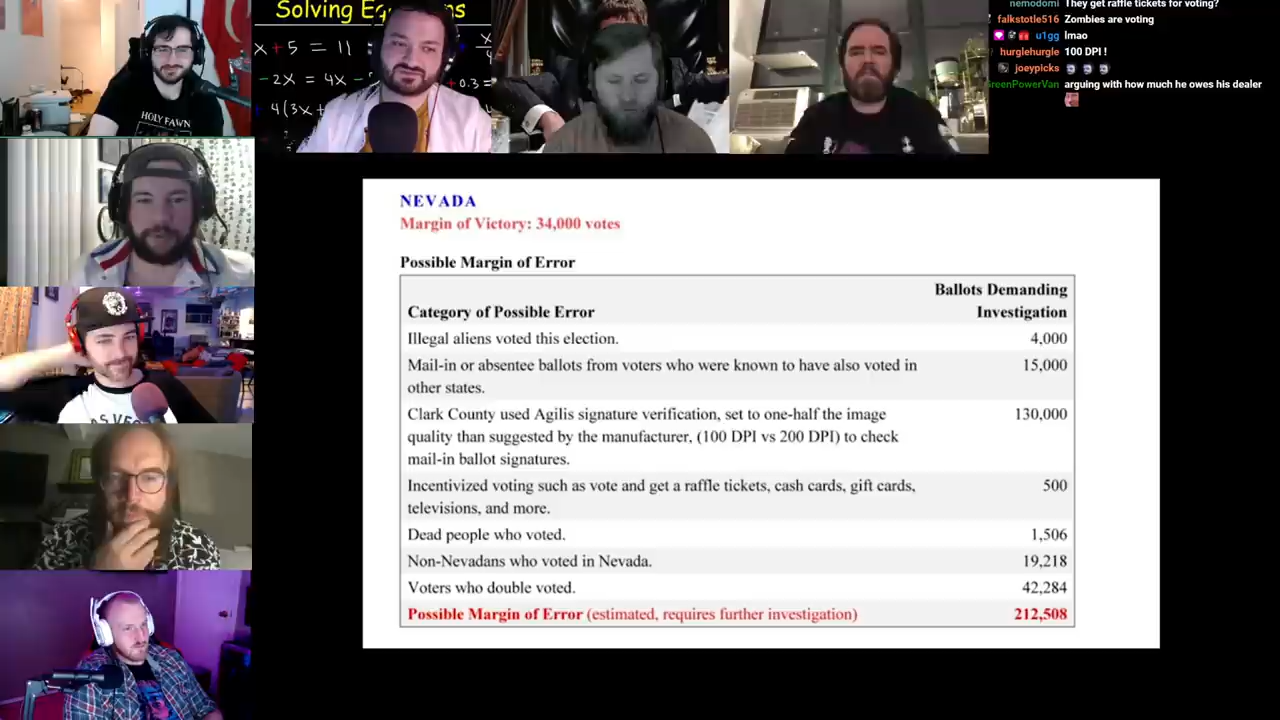 Solving Eq ns
x + 5 = 11
- 2x = 4x -
+ 0.3 =
4(3x +
HOLY FAWN
AS VE
nemodomi They get raffle tickets for voting?
falkstotle516 Zombies are voting
u1gg lmao
hurglehurgle 100 DPI !
joeypicks
GreenPowerVan arguing with how much he owes his dealer
NEVADA
Margin of Victory: 34,000 votes
Possible Margin of Error
Category of Possible Error Ballots Demanding
Investigation
Illegal aliens voted this election. 4,000
Mail-in or absentee ballots from voters who were known to have also voted in 15,000
other states.
Clark County used Agilis signature verification, set to one-half the image 130,000
quality than suggested by the manufacturer, (100 DPI vs 200 DPI) to check
mail-in ballot signatures.
Incentivized voting such as vote and get a raffle tickets, cash cards, gift cards, 500
televisions, and more.
Dead people who voted. 1,506
Non-Nevadans who voted in Nevada. 19,218
Voters who double voted. 42,284
Possible Margin of Error (estimated, requires further investigation) 212,508